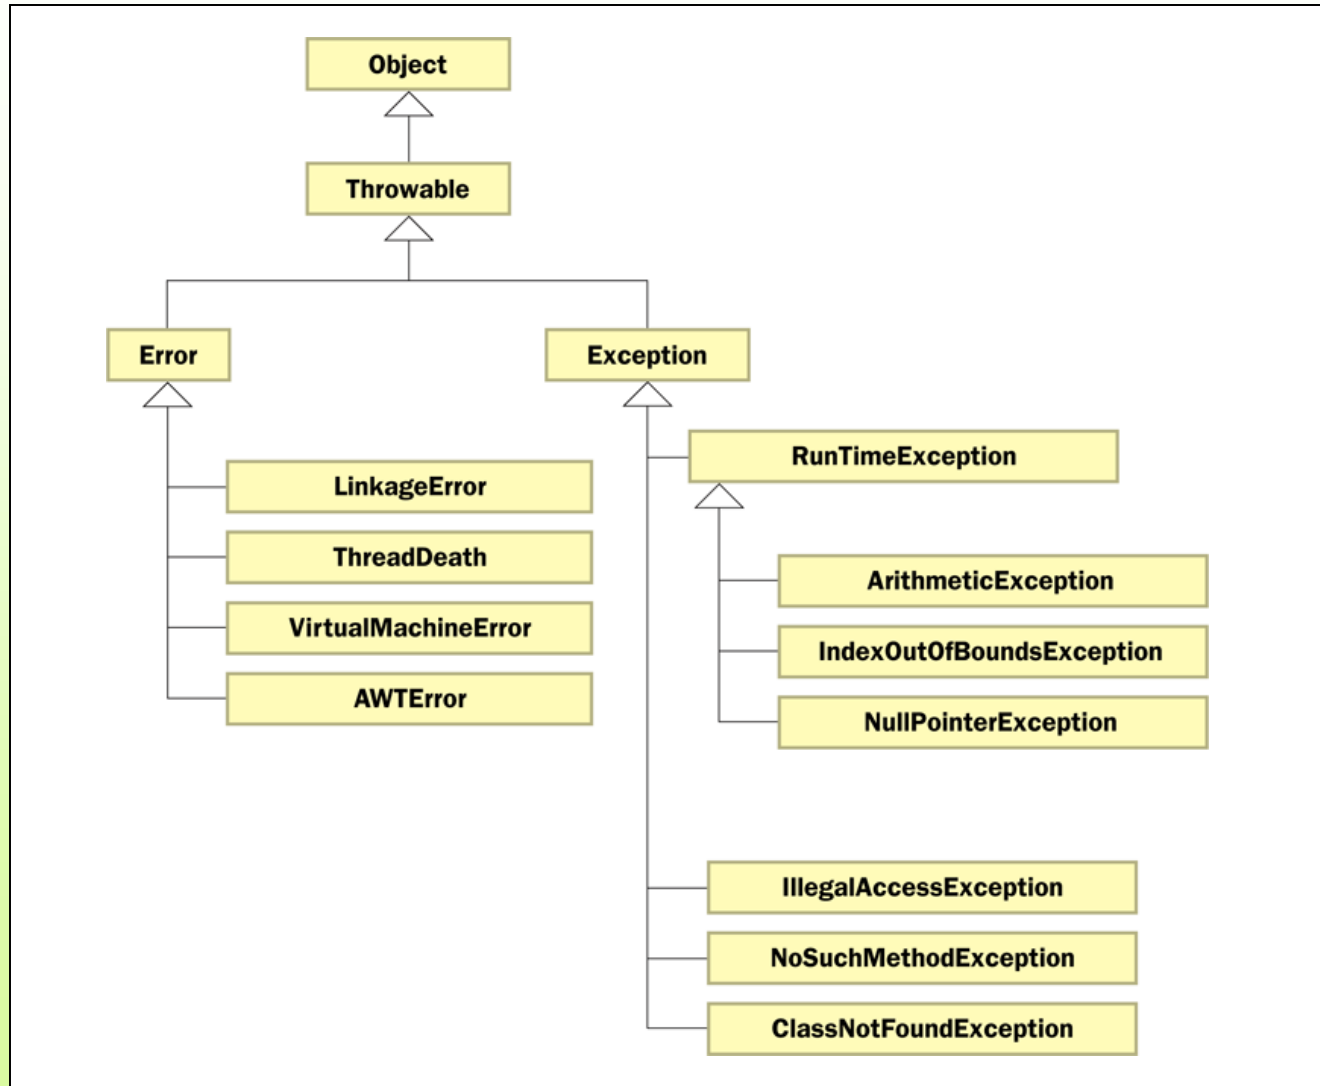 Object
Throwable
Error
Exception
RunTimeException
LinkageError
ThreadDeath
ArithmeticException
VirtualMachineError
IndexOutOfBoundsException
AWTError
NullPointerException
IllegalAccessException
NoSuchMethodException
ClassNotFoundException